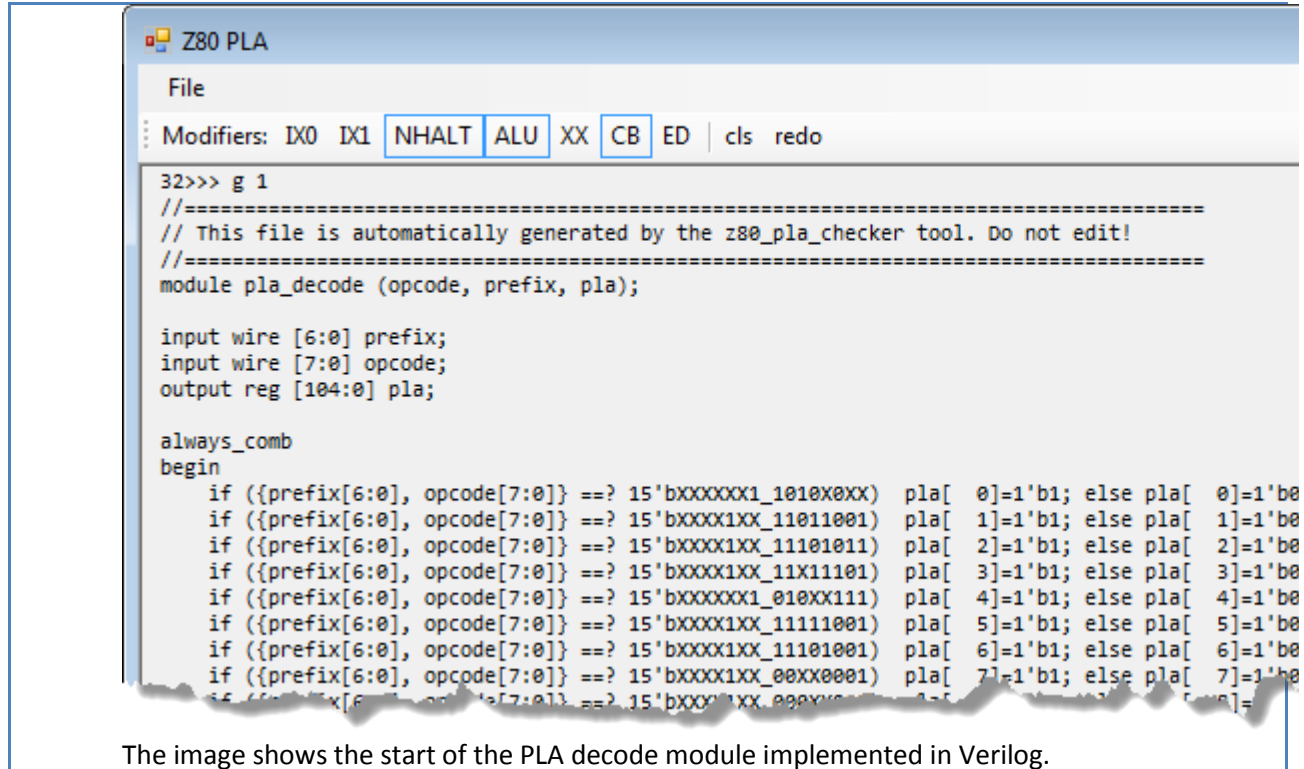 Z80 PLA
File
Modifiers: IX0 IX1 NHALT ALU XX CB ED cls redo
32>>> g 1
//=====================================================================================
// This file is automatically generated by the z80_pla_checker tool. Do not edit!
//=====================================================================================
module pla_decode (opcode, prefix, pla);
input wire [6:0] prefix;
input wire [7:0] opcode;
output reg [104:0] pla;
always_comb
begin
if ({prefix[6:0], opcode[7:0]} ==? 15'bXXXXXX1_1010X0XX) pla[ 0]=1'b1; else pla[ 0]=1'b0
if ({prefix[6:0], opcode[7:0]} ==? 15'bXXXX1XX_11011001) pla[ 1]=1'b1; else pla[ 1]=1'b0
if ({prefix[6:0], opcode[7:0]} ==? 15'bXXXX1XX_11101011) pla[ 2]=1'b1; else pla[ 2]=1'b0
if ({prefix[6:0], opcode[7:0]} ==? 15'bXXXX1XX_11X11101) pla[ 3]=1'b1; else pla[ 3]=1'b0
if ({prefix[6:0], opcode[7:0]} ==? 15'bXXXXXX1_010XX111) pla[ 4]=1'b1; else pla[ 4]=1'b0
if ({prefix[6:0], opcode[7:0]} ==? 15'bXXXX1XX_11111001) pla[ 5]=1'b1; else pla[ 5]=1'b0
if ({prefix[6:0], opcode[7:0]} ==? 15'bXXXX1XX_11101001) pla[ 6]=1'b1; else pla[ 6]=1'b0
if ({prefix[6:0], opcode[7:0]} ==? 15'bXXXX1XX_00XX0001) pla[ 7]=1'b1; else pla[ 7]=1'b0
The image shows the start of the PLA decode module implemented in Verilog.